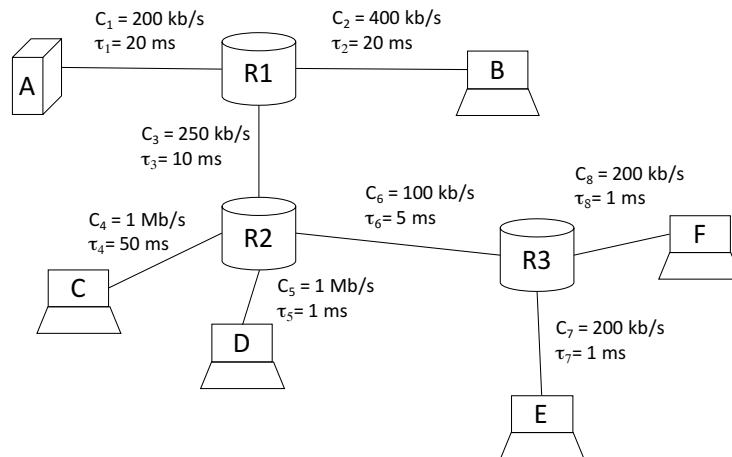 C₁ = 200 kb/s
τ₁= 20 ms
C₂ = 400 kb/s
τ₂= 20 ms
A
R1
B
C₃ = 250 kb/s
τ₃ = 10 ms
C₄ = 1 Mb/s
τ₄= 50 ms
C₆ = 100 kb/s
τ₆ = 5 ms
C₈ = 200 kb/s
τ₈= 1 ms
R2
R3
F
C
C₅ = 1 Mb/s
τ₅= 1 ms
D
C₇ = 200 kb/s
τ₇= 1 ms
E